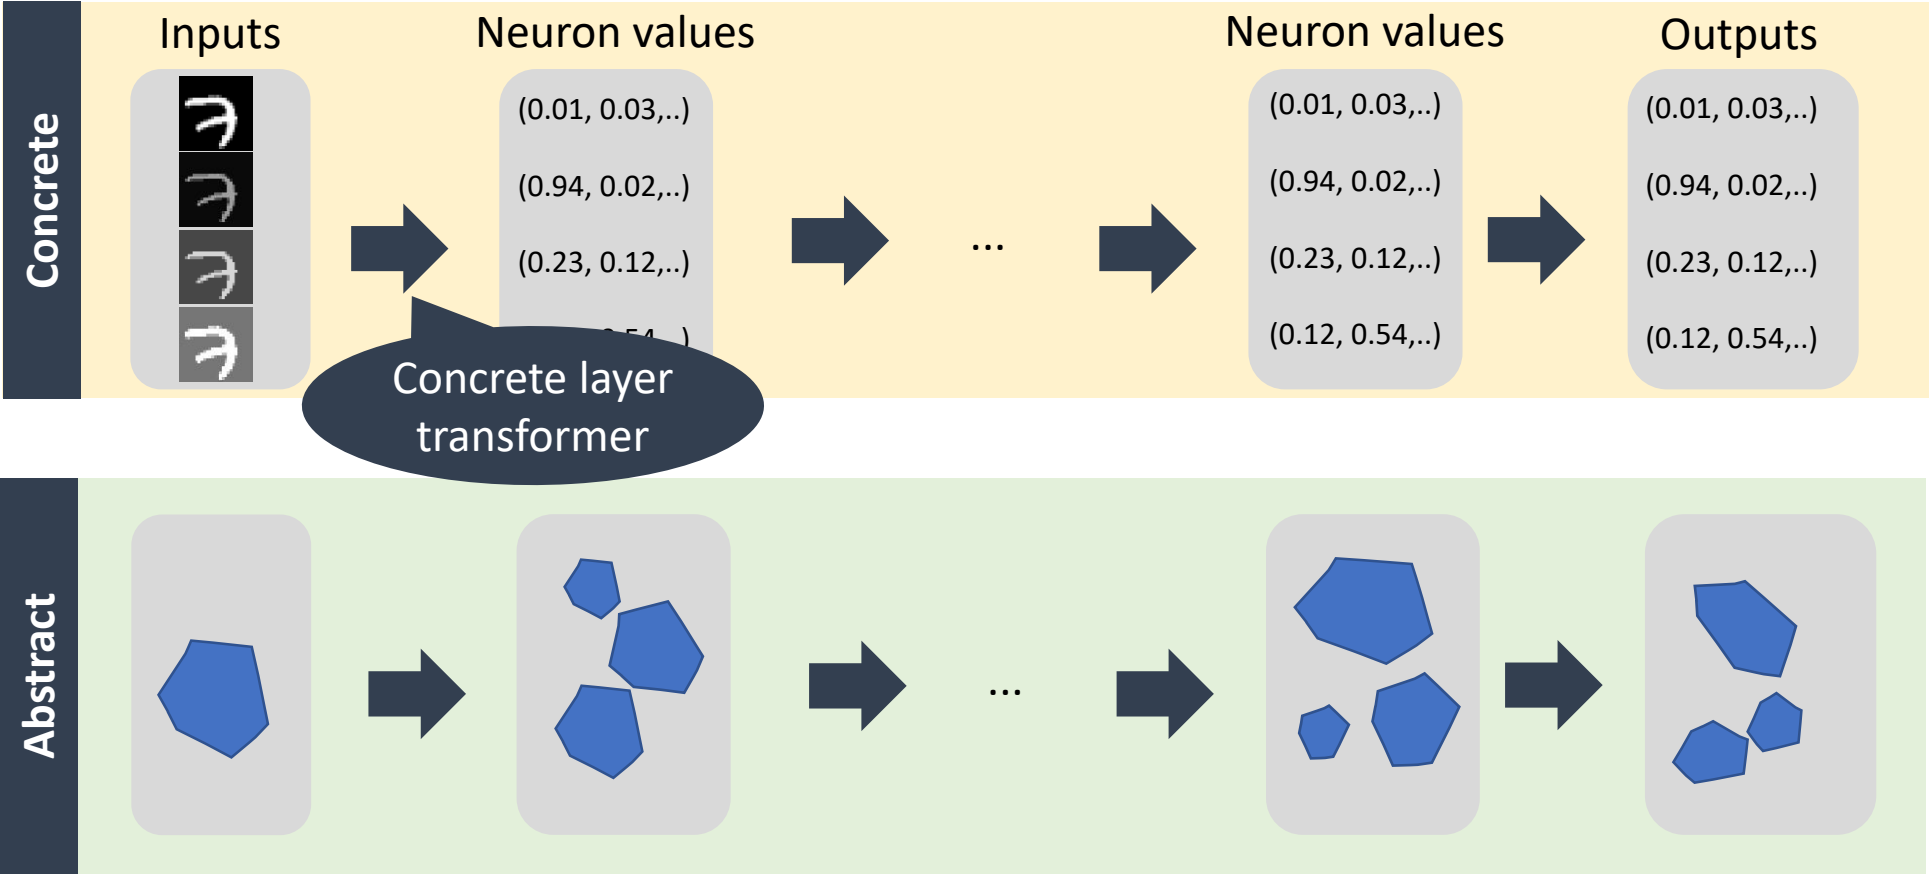 Concrete
Inputs
Neuron values
Neuron values
Outputs
(0.01, 0.03,..)
(0.94, 0.02,..)
(0.23, 0.12,..)
...
(0.01, 0.03,..)
(0.94, 0.02,..)
(0.23, 0.12,..)
(0.12, 0.54,..)
(0.01, 0.03,..)
(0.94, 0.02,..)
(0.23, 0.12,..)
(0.12, 0.54,..)
Concrete layer
transformer
Abstract
...